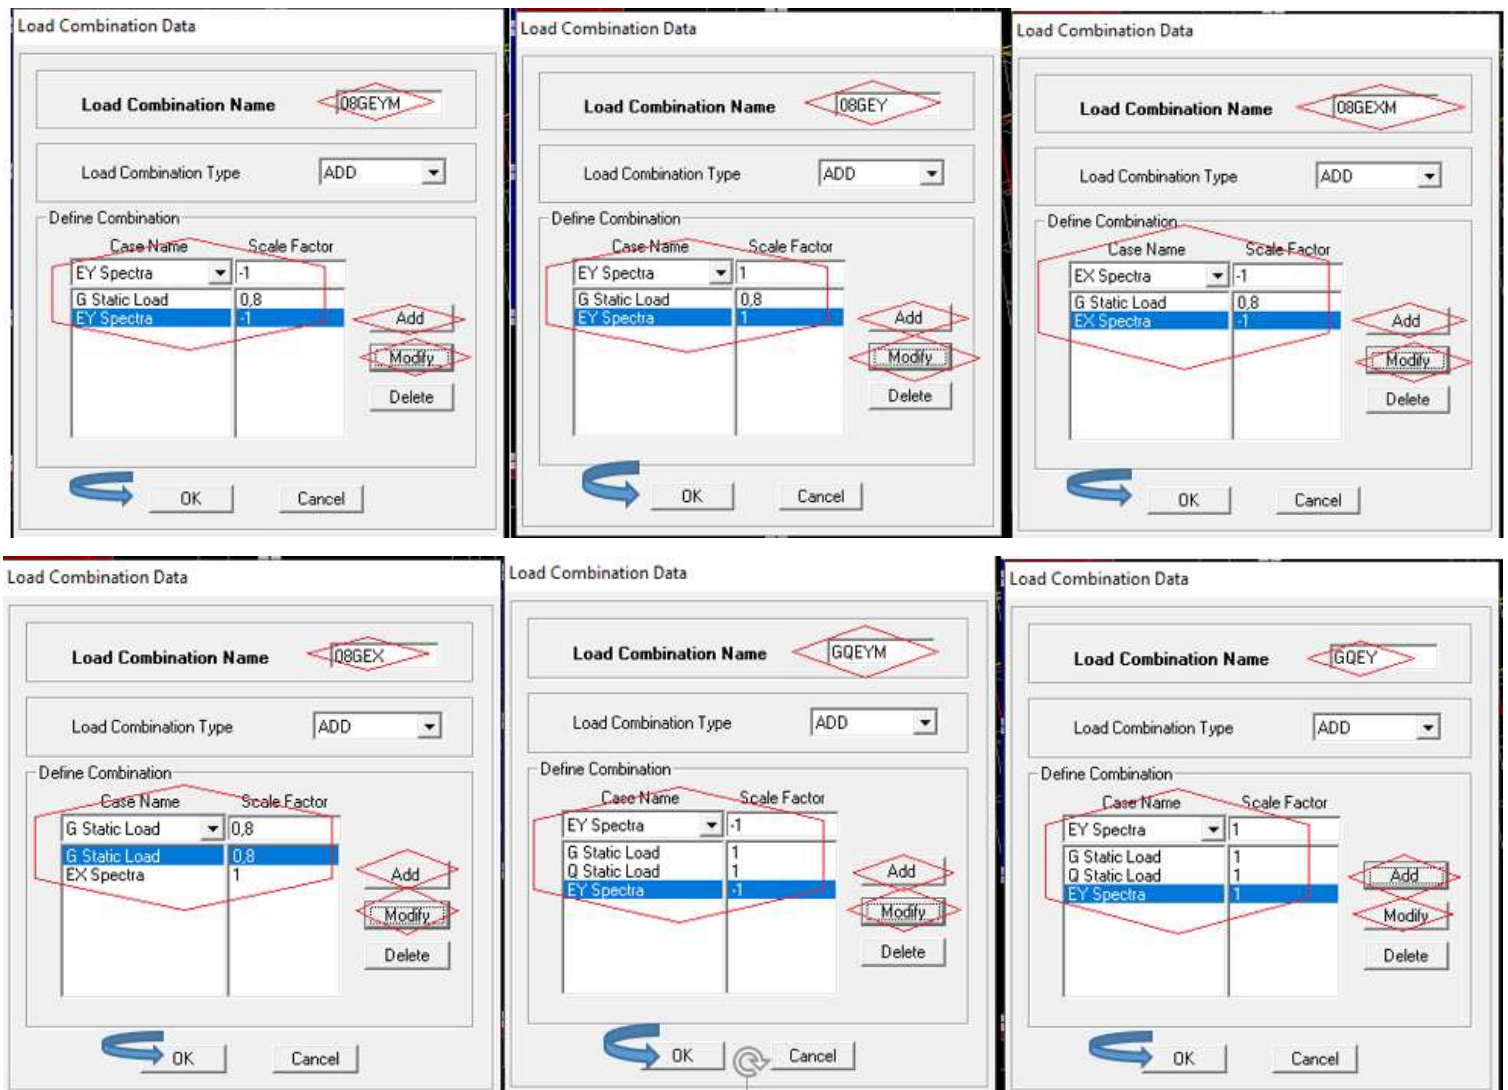 Load Combination Data
Load Combination Name 08GEYM
Load Combination Type ADD
Define Combination
Case Name Scale Factor
EY Spectra -1
G Static Load 0,8
EY Spectra -1
Add
Modify
Delete
OK Cancel
Load Combination Data
Load Combination Name 08GEY
Load Combination Type ADD
Define Combination
Case Name Scale Factor
EY Spectra 1
G Static Load 0,8
EY Spectra 1
Add
Modify
Delete
OK Cancel
Load Combination Data
Load Combination Name 08GEXM
Load Combination Type ADD
Define Combination
Case Name Scale Factor
EX Spectra -1
G Static Load 0,8
EX Spectra -1
Add
Modify
Delete
OK Cancel
Load Combination Data
Load Combination Name 08GEX
Load Combination Type ADD
Define Combination
Case Name Scale Factor
G Static Load 0,8
G Static Load 0,8
EX Spectra 1
Add
Modify
Delete
OK Cancel
Load Combination Data
Load Combination Name GQEYM
Load Combination Type ADD
Define Combination
Case Name Scale Factor
EY Spectra -1
G Static Load 1
Q Static Load 1
EY Spectra -1
Add
Modify
Delete
OK Cancel
Load Combination Data
Load Combination Name GQEY
Load Combination Type ADD
Define Combination
Case Name Scale Factor
EY Spectra 1
G Static Load 1
Q Static Load 1
EY Spectra 1
Add
Modify
Delete
OK Cancel